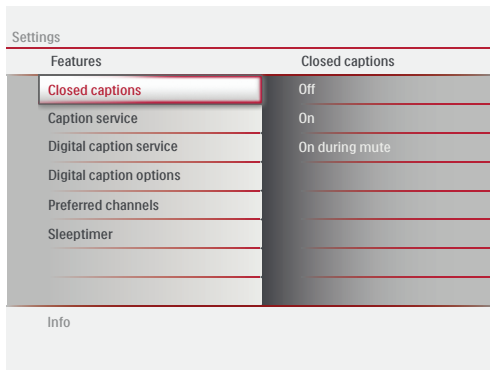 Settings
Features
Closed captions
Closed captions
Off
Caption service
On
Digital caption service
On during mute
Digital caption options
Preferred channels
Sleeptimer
Info